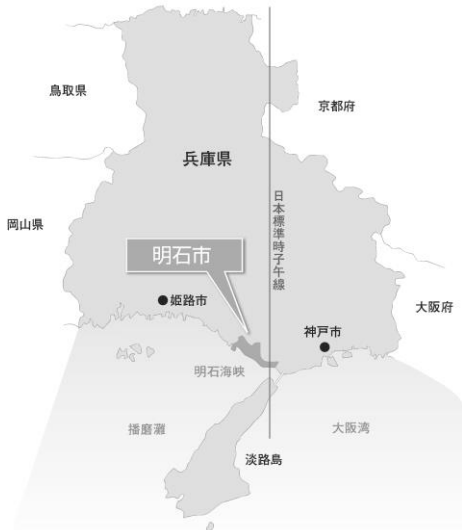 鳥取県
京都府
兵庫県
日本標準時子午線
岡山県
明石市
姫路市
大阪府
神戸市
明石海峡
播磨灘
大阪湾
淡路島